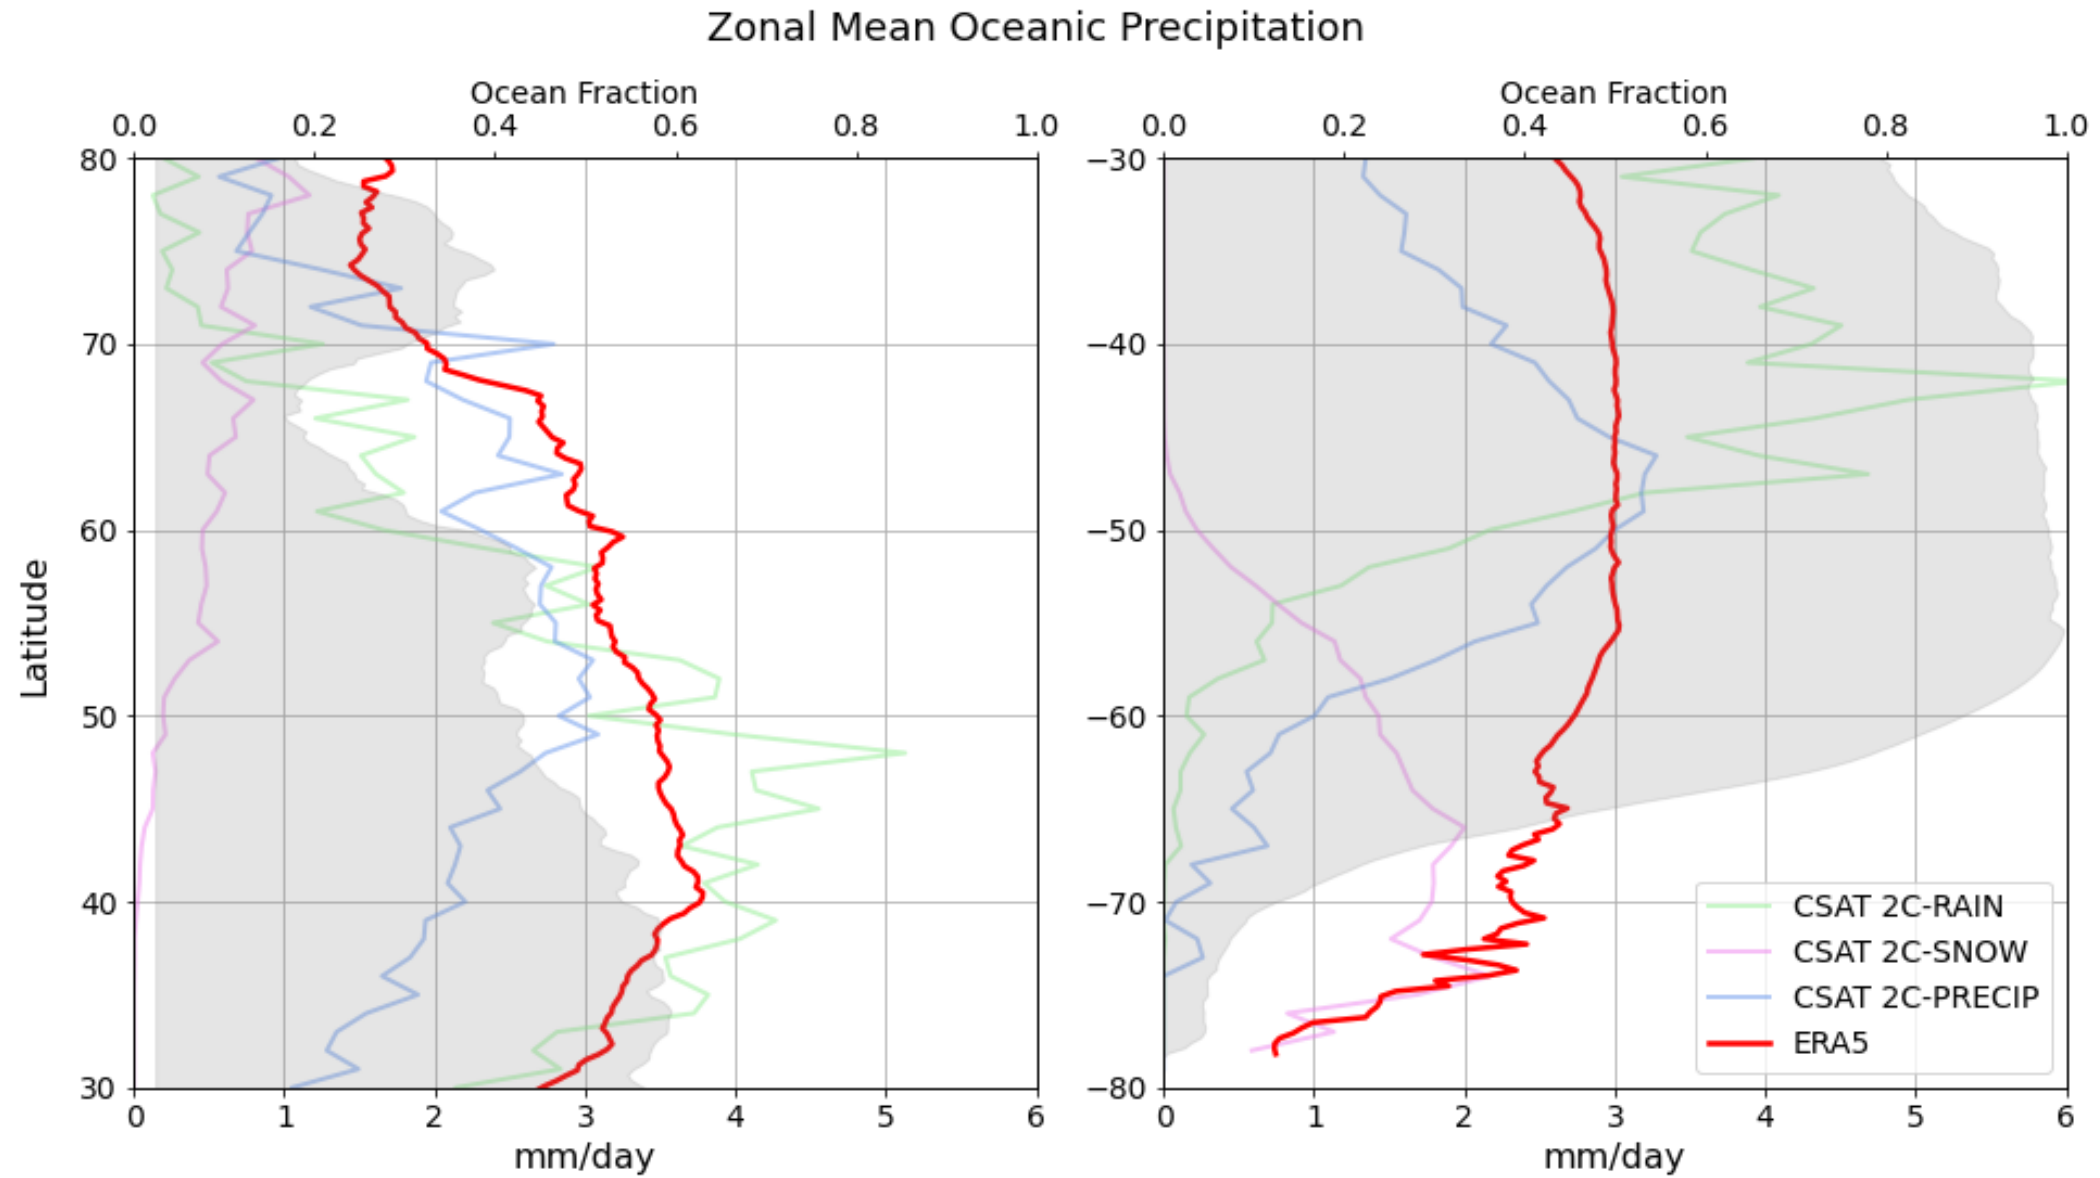 Zonal Mean Oceanic Precipitation
Ocean Fraction
0.0 0.2 0.4 0.6 0.8 1.0
80
70
60
50
40
30
Latitude
0 1 2 3 4 5 6
mm/day
Ocean Fraction
0.0 0.2 0.4 0.6 0.8 1.0
−30
−40
−50
−60
−70
−80
CSAT 2C-RAIN
CSAT 2C-SNOW
CSAT 2C-PRECIP
ERA5
0 1 2 3 4 5 6
mm/day